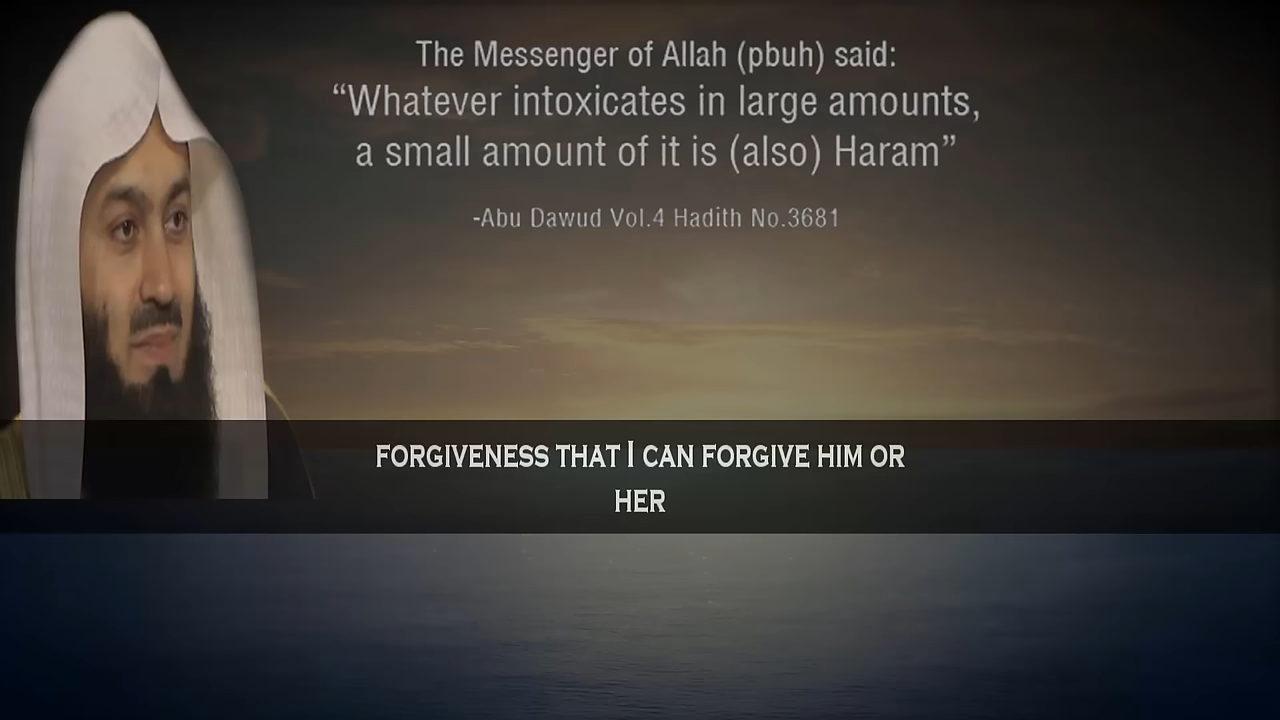 The Messenger of Allah (pbuh) said:
“Whatever intoxicates in large amounts,
a small amount of it is (also) Haram”
-Abu Dawud Vol.4 Hadith No.3681
FORGIVENESS THAT I CAN FORGIVE HIM OR
HER